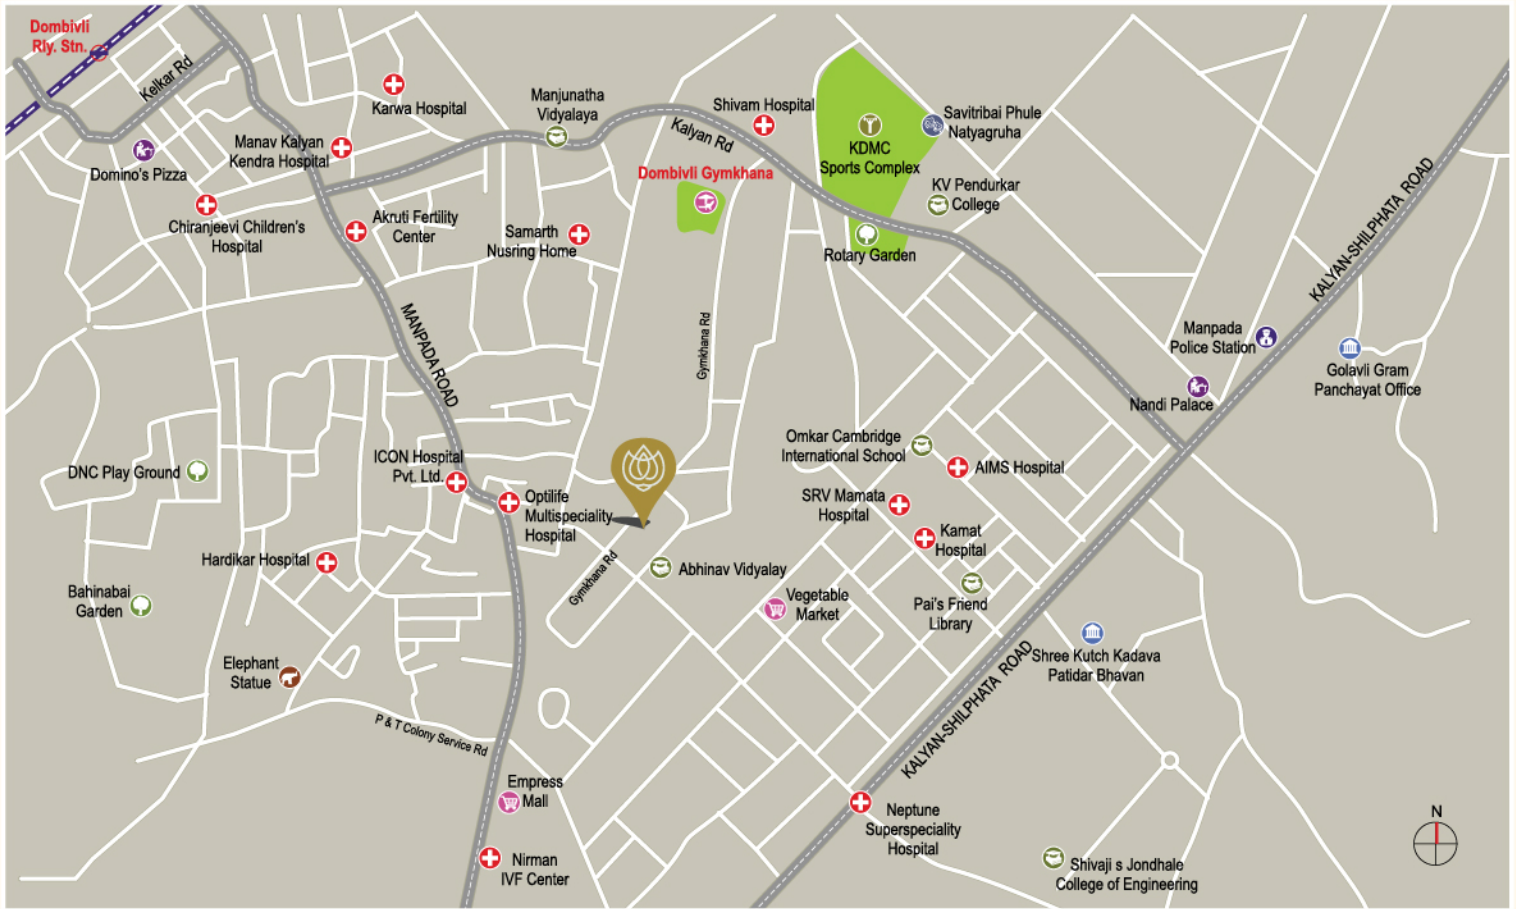 Dombivli
Rly. Stn.
Kelkar Rd
Karwa Hospital
Manjunatha
Vidyalaya
Shivam Hospital
Savitribai Phule
Natyagruha
Kalyan Rd
KDMC
Sports Complex
Manav Kalyan
Kendra Hospital
Domino's Pizza
Dombivli Gymkhana
KV Pendurkar
College
Chiranjeevi Children's
Hospital
Akruti Fertility
Center
Samarth
Nusring Home
Rotary Garden
KALYAN-SHILPHATA ROAD
MANPADA ROAD
Gymkhana Rd
Manpada
Police Station
Golavli Gram
Panchayat Office
Nandi Palace
Omkar Cambridge
International School
AIMS Hospital
ICON Hospital
Pvt. Ltd.
DNC Play Ground
SRV Mamata
Hospital
Optilife
Multispeciality
Hospital
Kamat
Hospital
Hardikar Hospital
Gymkhana Rd
Abhinav Vidyalay
Bahinabai
Garden
Vegetable
Market
Pai's Friend
Library
Elephant
Statue
Shree Kutch Kadava
Patidar Bhavan
P & T Colony Service Rd
KALYAN-SHILPHATA ROAD
Empress
Mall
Neptune
Superspeciality
Hospital
N
Nirman
IVF Center
Shivaji s Jondhale
College of Engineering